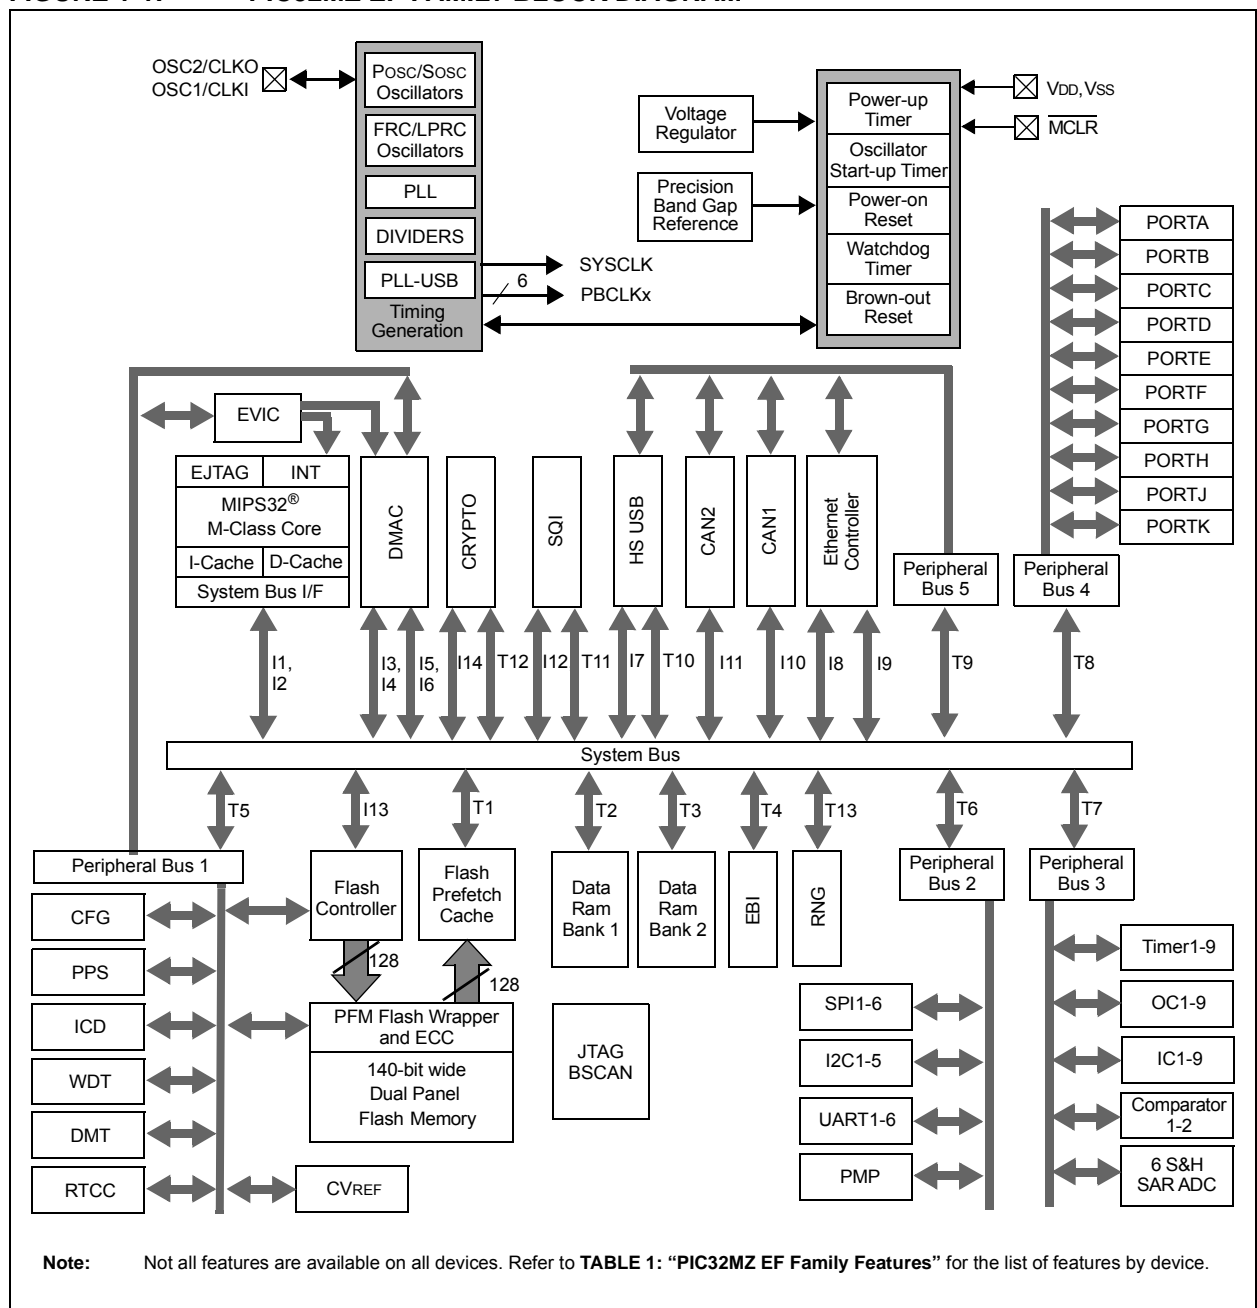 OSC2/CLKO
OSC1/CLKI
POSC/SOSC
Oscillators
FRC/LPRC
Oscillators
PLL
DIVIDERS
PLL-USB
Timing
Generation
SYSCLK
6
PBCLKx
Voltage
Regulator
Precision
Band Gap
Reference
Power-up
Timer
Oscillator
Start-up Timer
Power-on
Reset
Watchdog
Timer
Brown-out
Reset
VDD, VSS
MCLR
PORTA
PORTB
PORTC
PORTD
PORTE
PORTF
PORTG
PORTH
PORTJ
PORTK
EVIC
EJTAG
INT
MIPS32®
M-Class Core
I-Cache
D-Cache
System Bus I/F
DMAC
CRYPTO
SQI
HS USB
CAN2
CAN1
Ethernet
Controller
Peripheral
Bus 5
Peripheral
Bus 4
I1,
I2
I3,
I4
I5,
I6
I14
T12
I12
T11
I7
T10
I11
I10
I8
I9
T9
T8
System Bus
T5
I13
T1
T2
T3
T4
T13
T6
T7
Peripheral Bus 1
Flash
Controller
Flash
Prefetch
Cache
Data
Ram
Bank 1
Data
Ram
Bank 2
EBI
RNG
Peripheral
Bus 2
Peripheral
Bus 3
CFG
PPS
ICD
WDT
DMT
RTCC
128
128
PFM Flash Wrapper
and ECC
140-bit wide
Dual Panel
Flash Memory
CVREF
JTAG
BSCAN
SPI1-6
I2C1-5
UART1-6
PMP
Timer1-9
OC1-9
IC1-9
Comparator
1-2
6 S&H
SAR ADC
Note: Not all features are available on all devices. Refer to TABLE 1: “PIC32MZ EF Family Features” for the list of features by device.